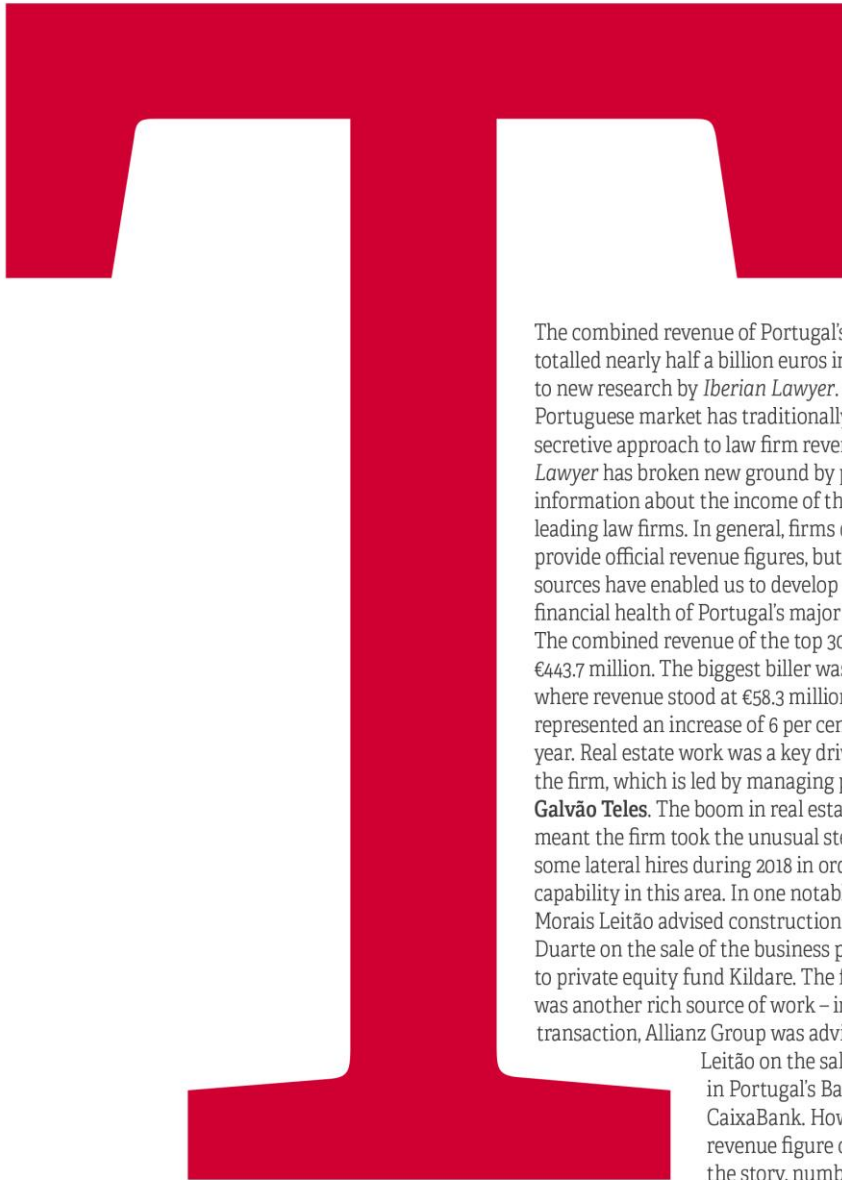 T
The combined revenue of Portugal's
totalled nearly half a billion euros in
to new research by Iberian Lawyer.
Portuguese market has traditionally
secretive approach to law firm reve
Lawyer has broken new ground by p
information about the income of th
leading law firms. In general, firms
provide official revenue figures, but
sources have enabled us to develop
financial health of Portugal's major
The combined revenue of the top 30
€443.7 million. The biggest biller was
where revenue stood at €58.3 million
represented an increase of 6 per cen
year. Real estate work was a key driv
the firm, which is led by managing p
Galvão Teles. The boom in real esta
meant the firm took the unusual ste
some lateral hires during 2018 in ord
capability in this area. In one notabl
Morais Leitão advised construction
Duarte on the sale of the business p
to private equity fund Kildare. The f
was another rich source of work – in
transaction, Allianz Group was advi
Leitão on the sal
in Portugal's Ba
CaixaBank. How
revenue figure
the story, numb